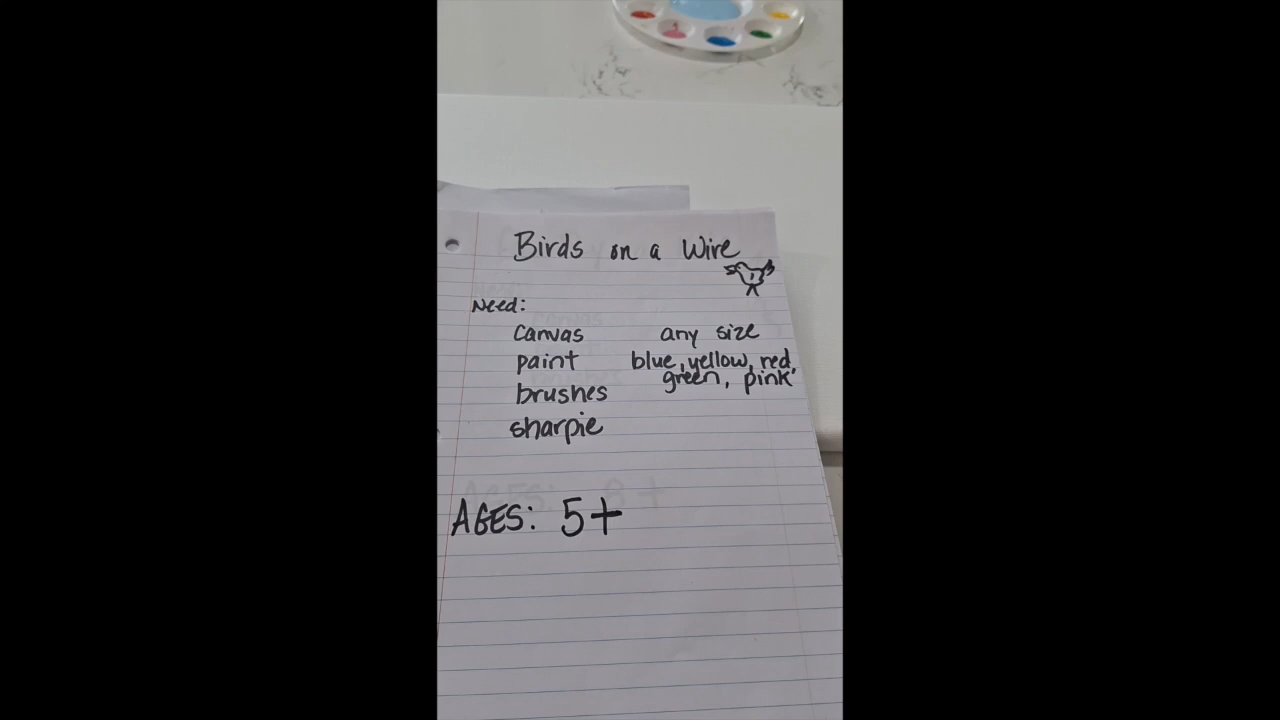 Birds on a Wire
Need:
canvas any size
paint blue, yellow, red,
green, pink
brushes
sharpie
AGES: 5+